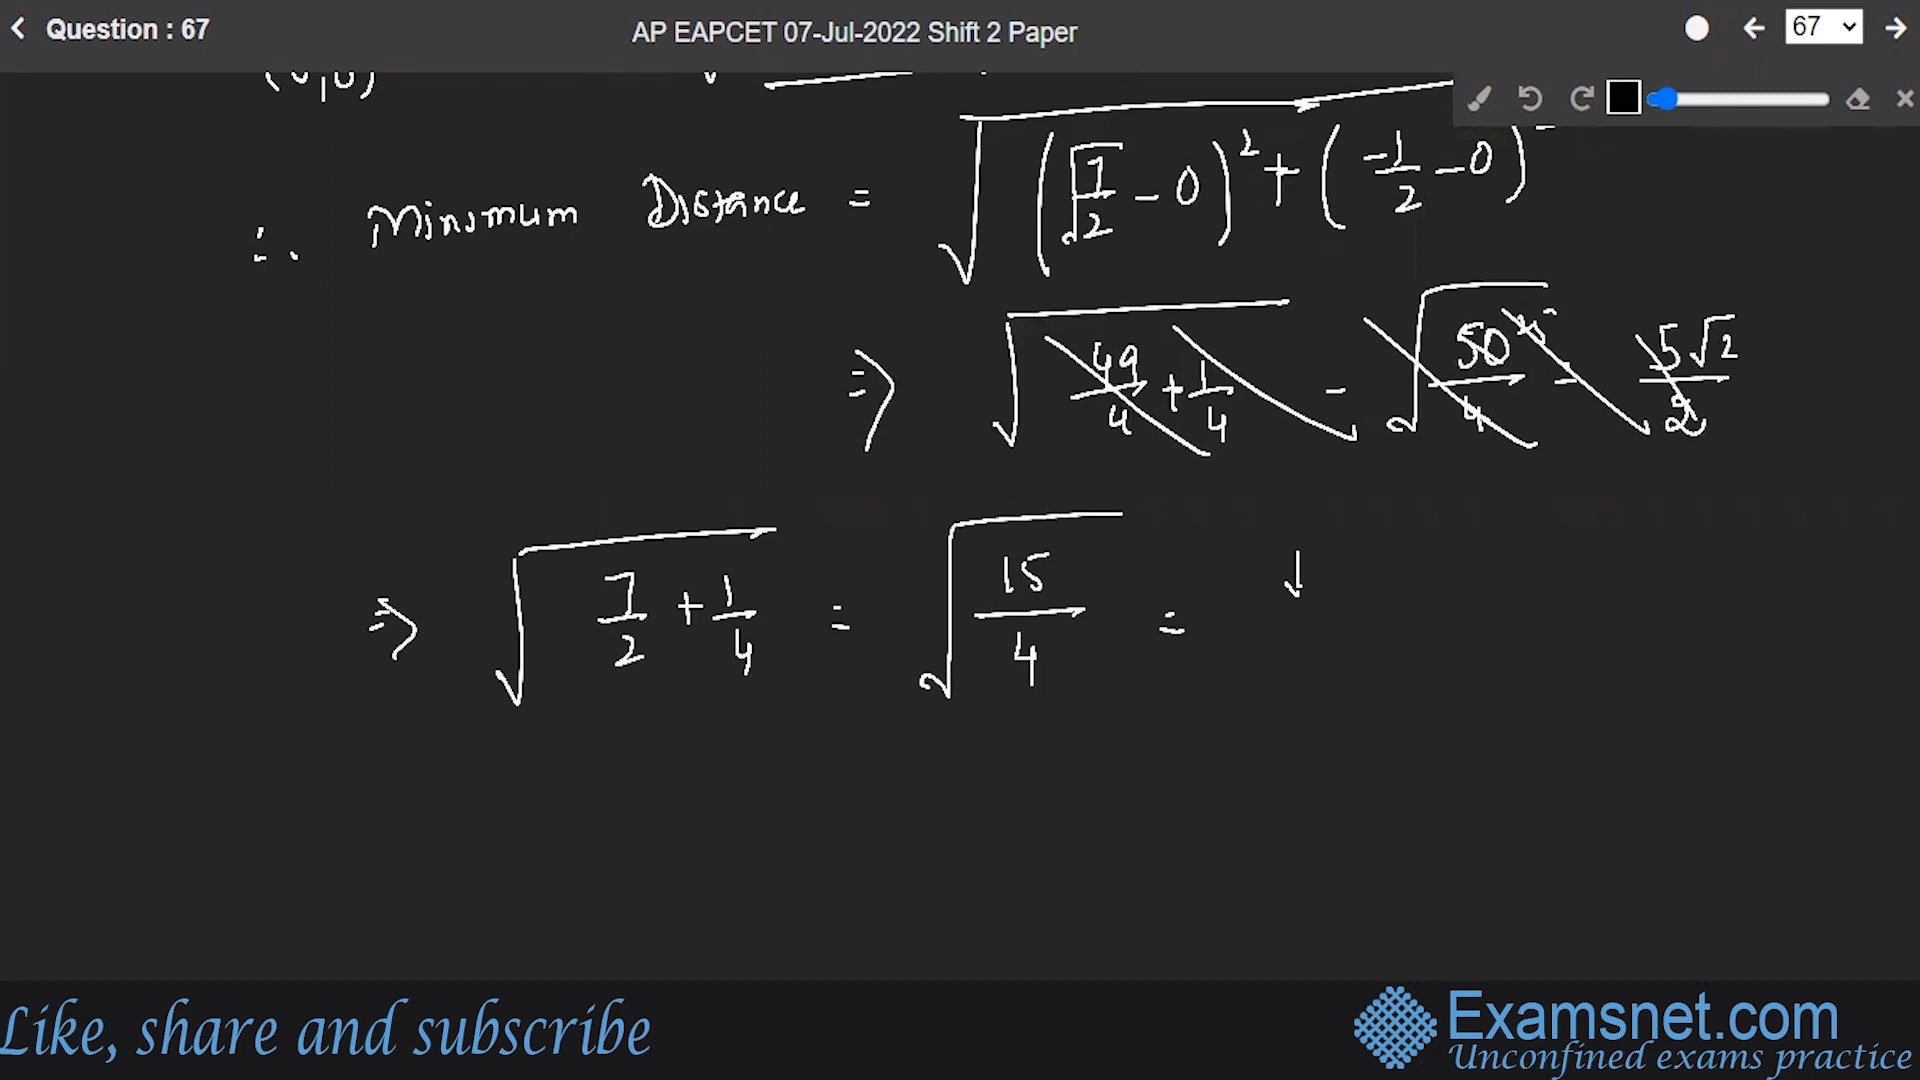 Question : 67
AP EAPCET 07-Jul-2022 Shift 2 Paper
67
∴ Minimum Distance = √((√(7/2) - 0)² + (-1/2 - 0)²)
⇒ √(49/4 + 1/4) = √(50/4) = 5√2/2
⇒ √(7/2 + 1/4) = √(15/4) =
Like, share and subscribe
Examsnet.com
Unconfined exams practice